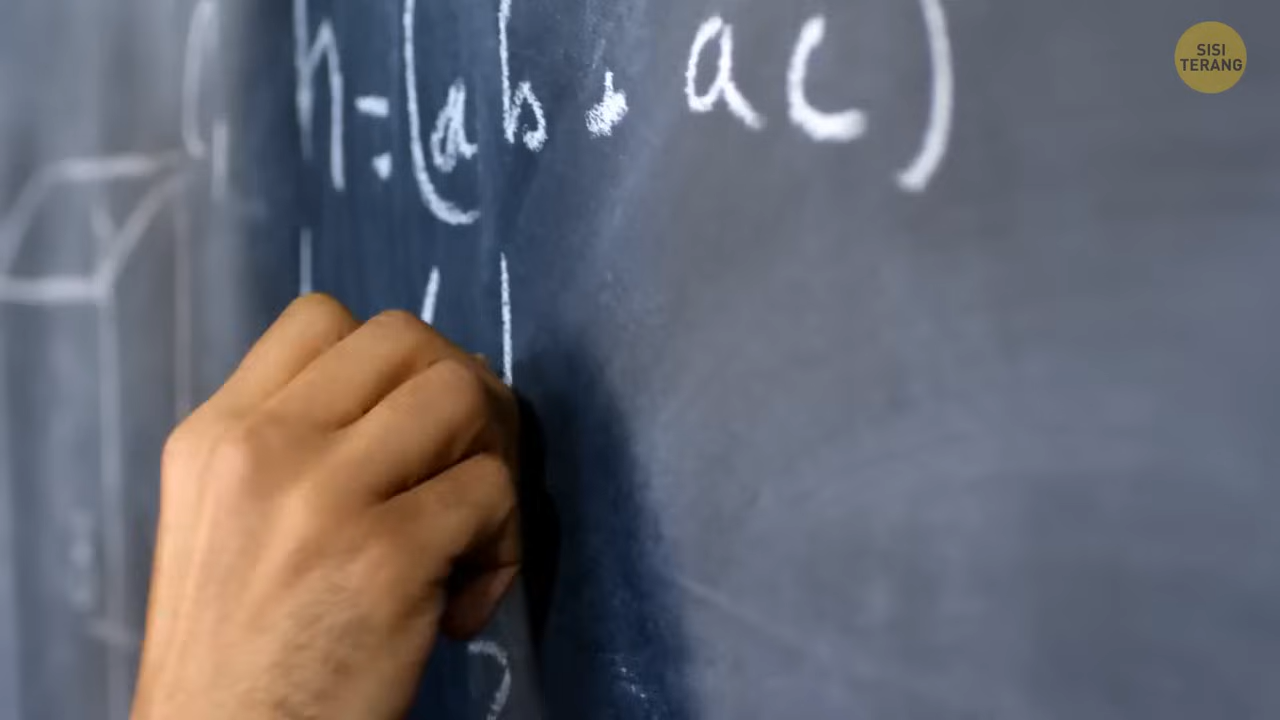 SISI
TERANG
h = (ab, ac)